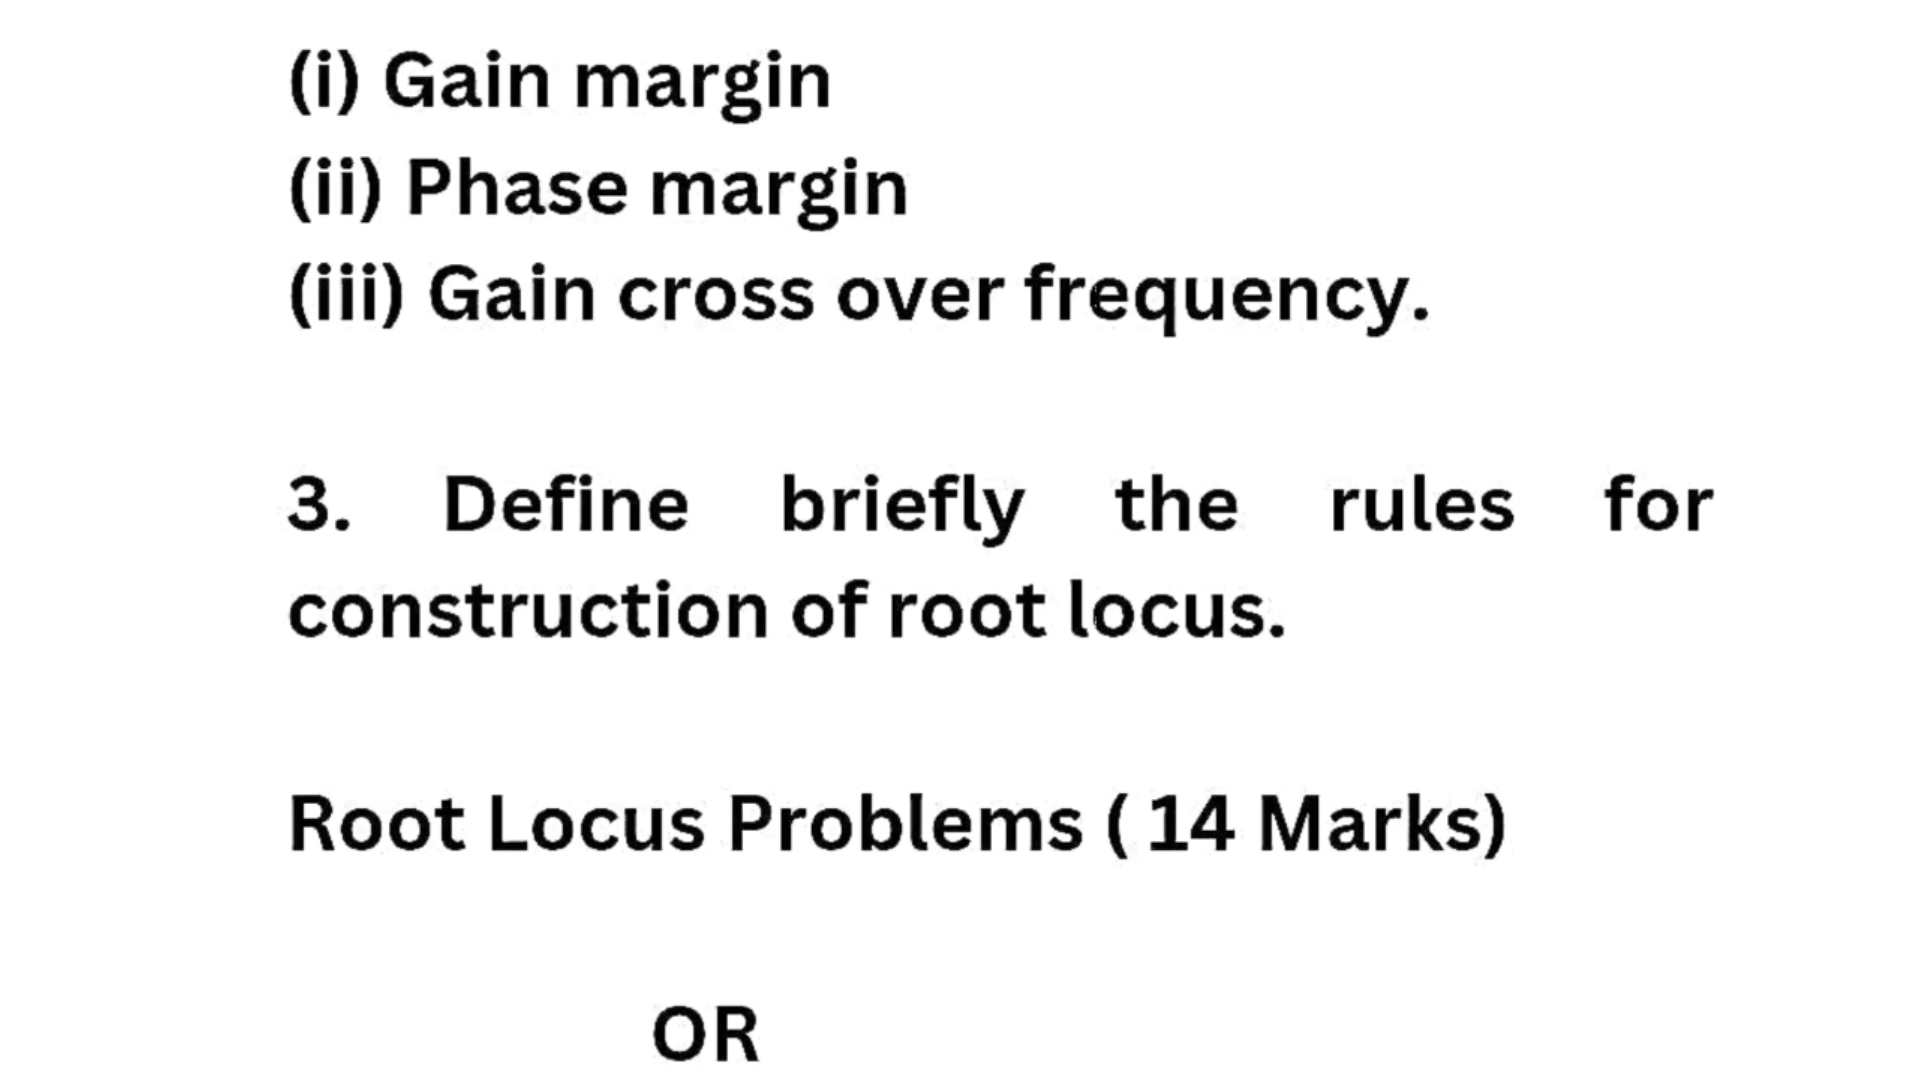 (i) Gain margin
(ii) Phase margin
(iii) Gain cross over frequency.
3. Define briefly the rules for
construction of root locus.
Root Locus Problems ( 14 Marks)
OR